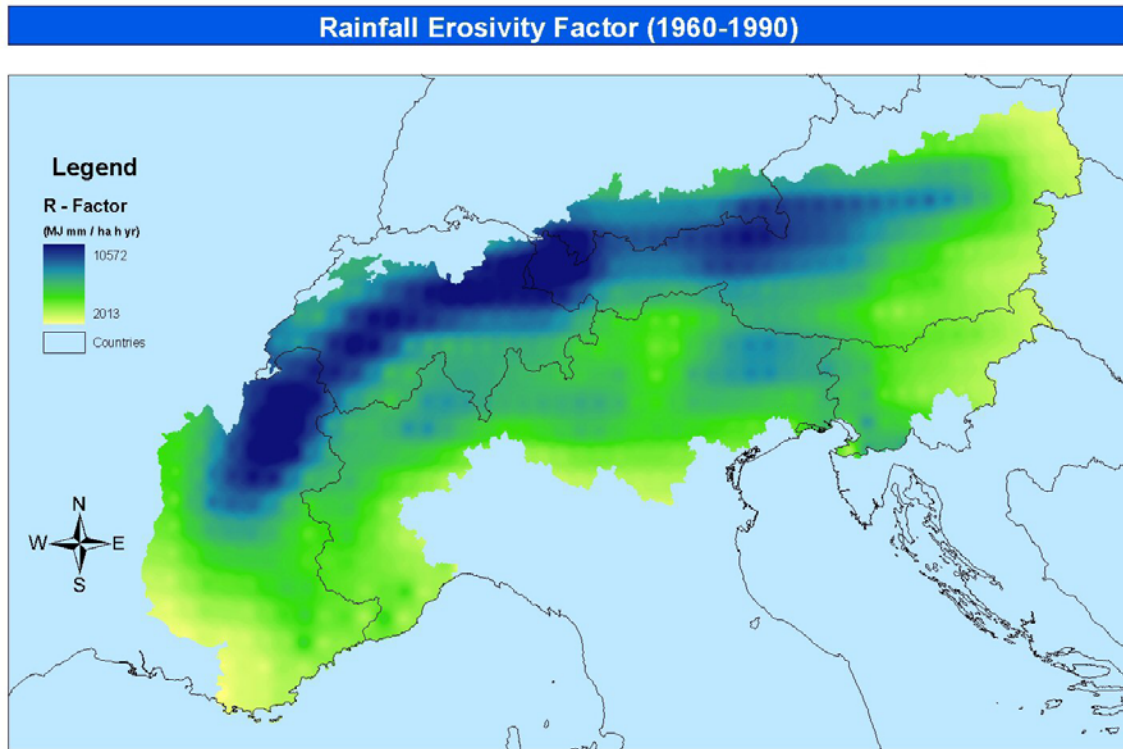 Rainfall Erosivity Factor (1960-1990)
Legend
R - Factor
(MJ mm / ha h yr)
10572
2013
Countries
N
W E
S